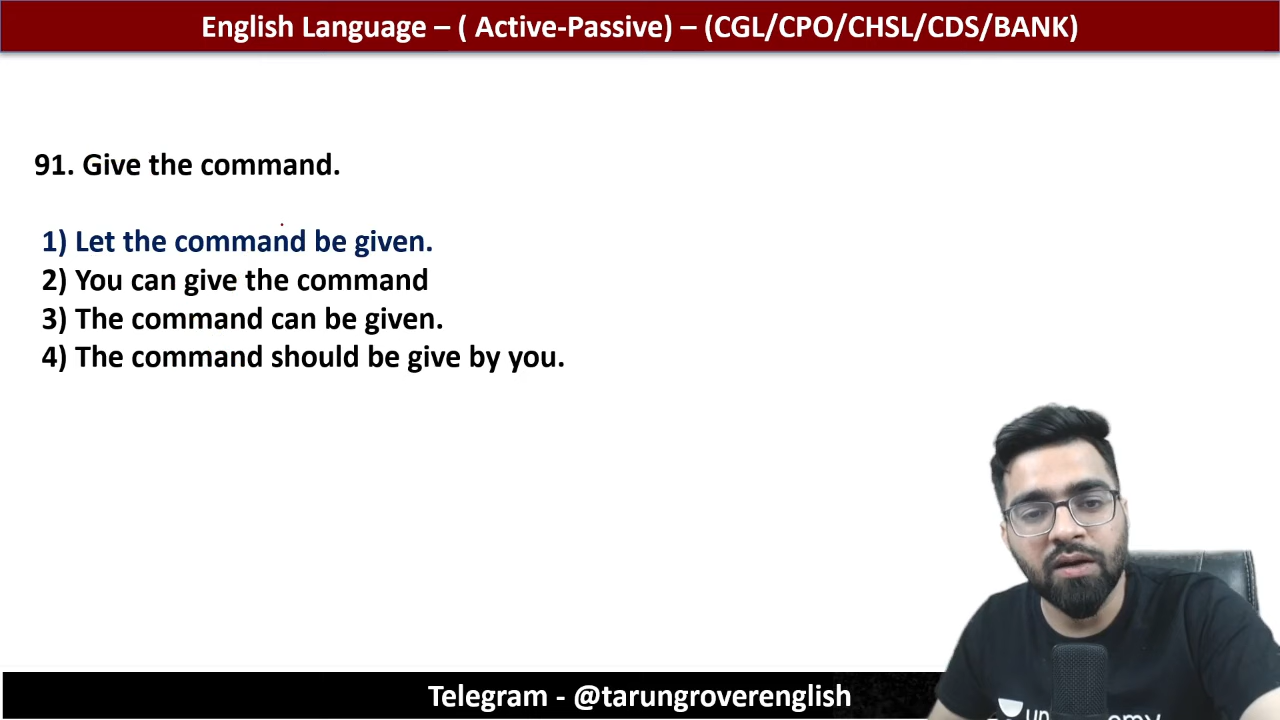 English Language – ( Active-Passive) – (CGL/CPO/CHSL/CDS/BANK)
91. Give the command.
1) Let the command be given.
2) You can give the command
3) The command can be given.
4) The command should be give by you.
Telegram - @tarungroverenglish